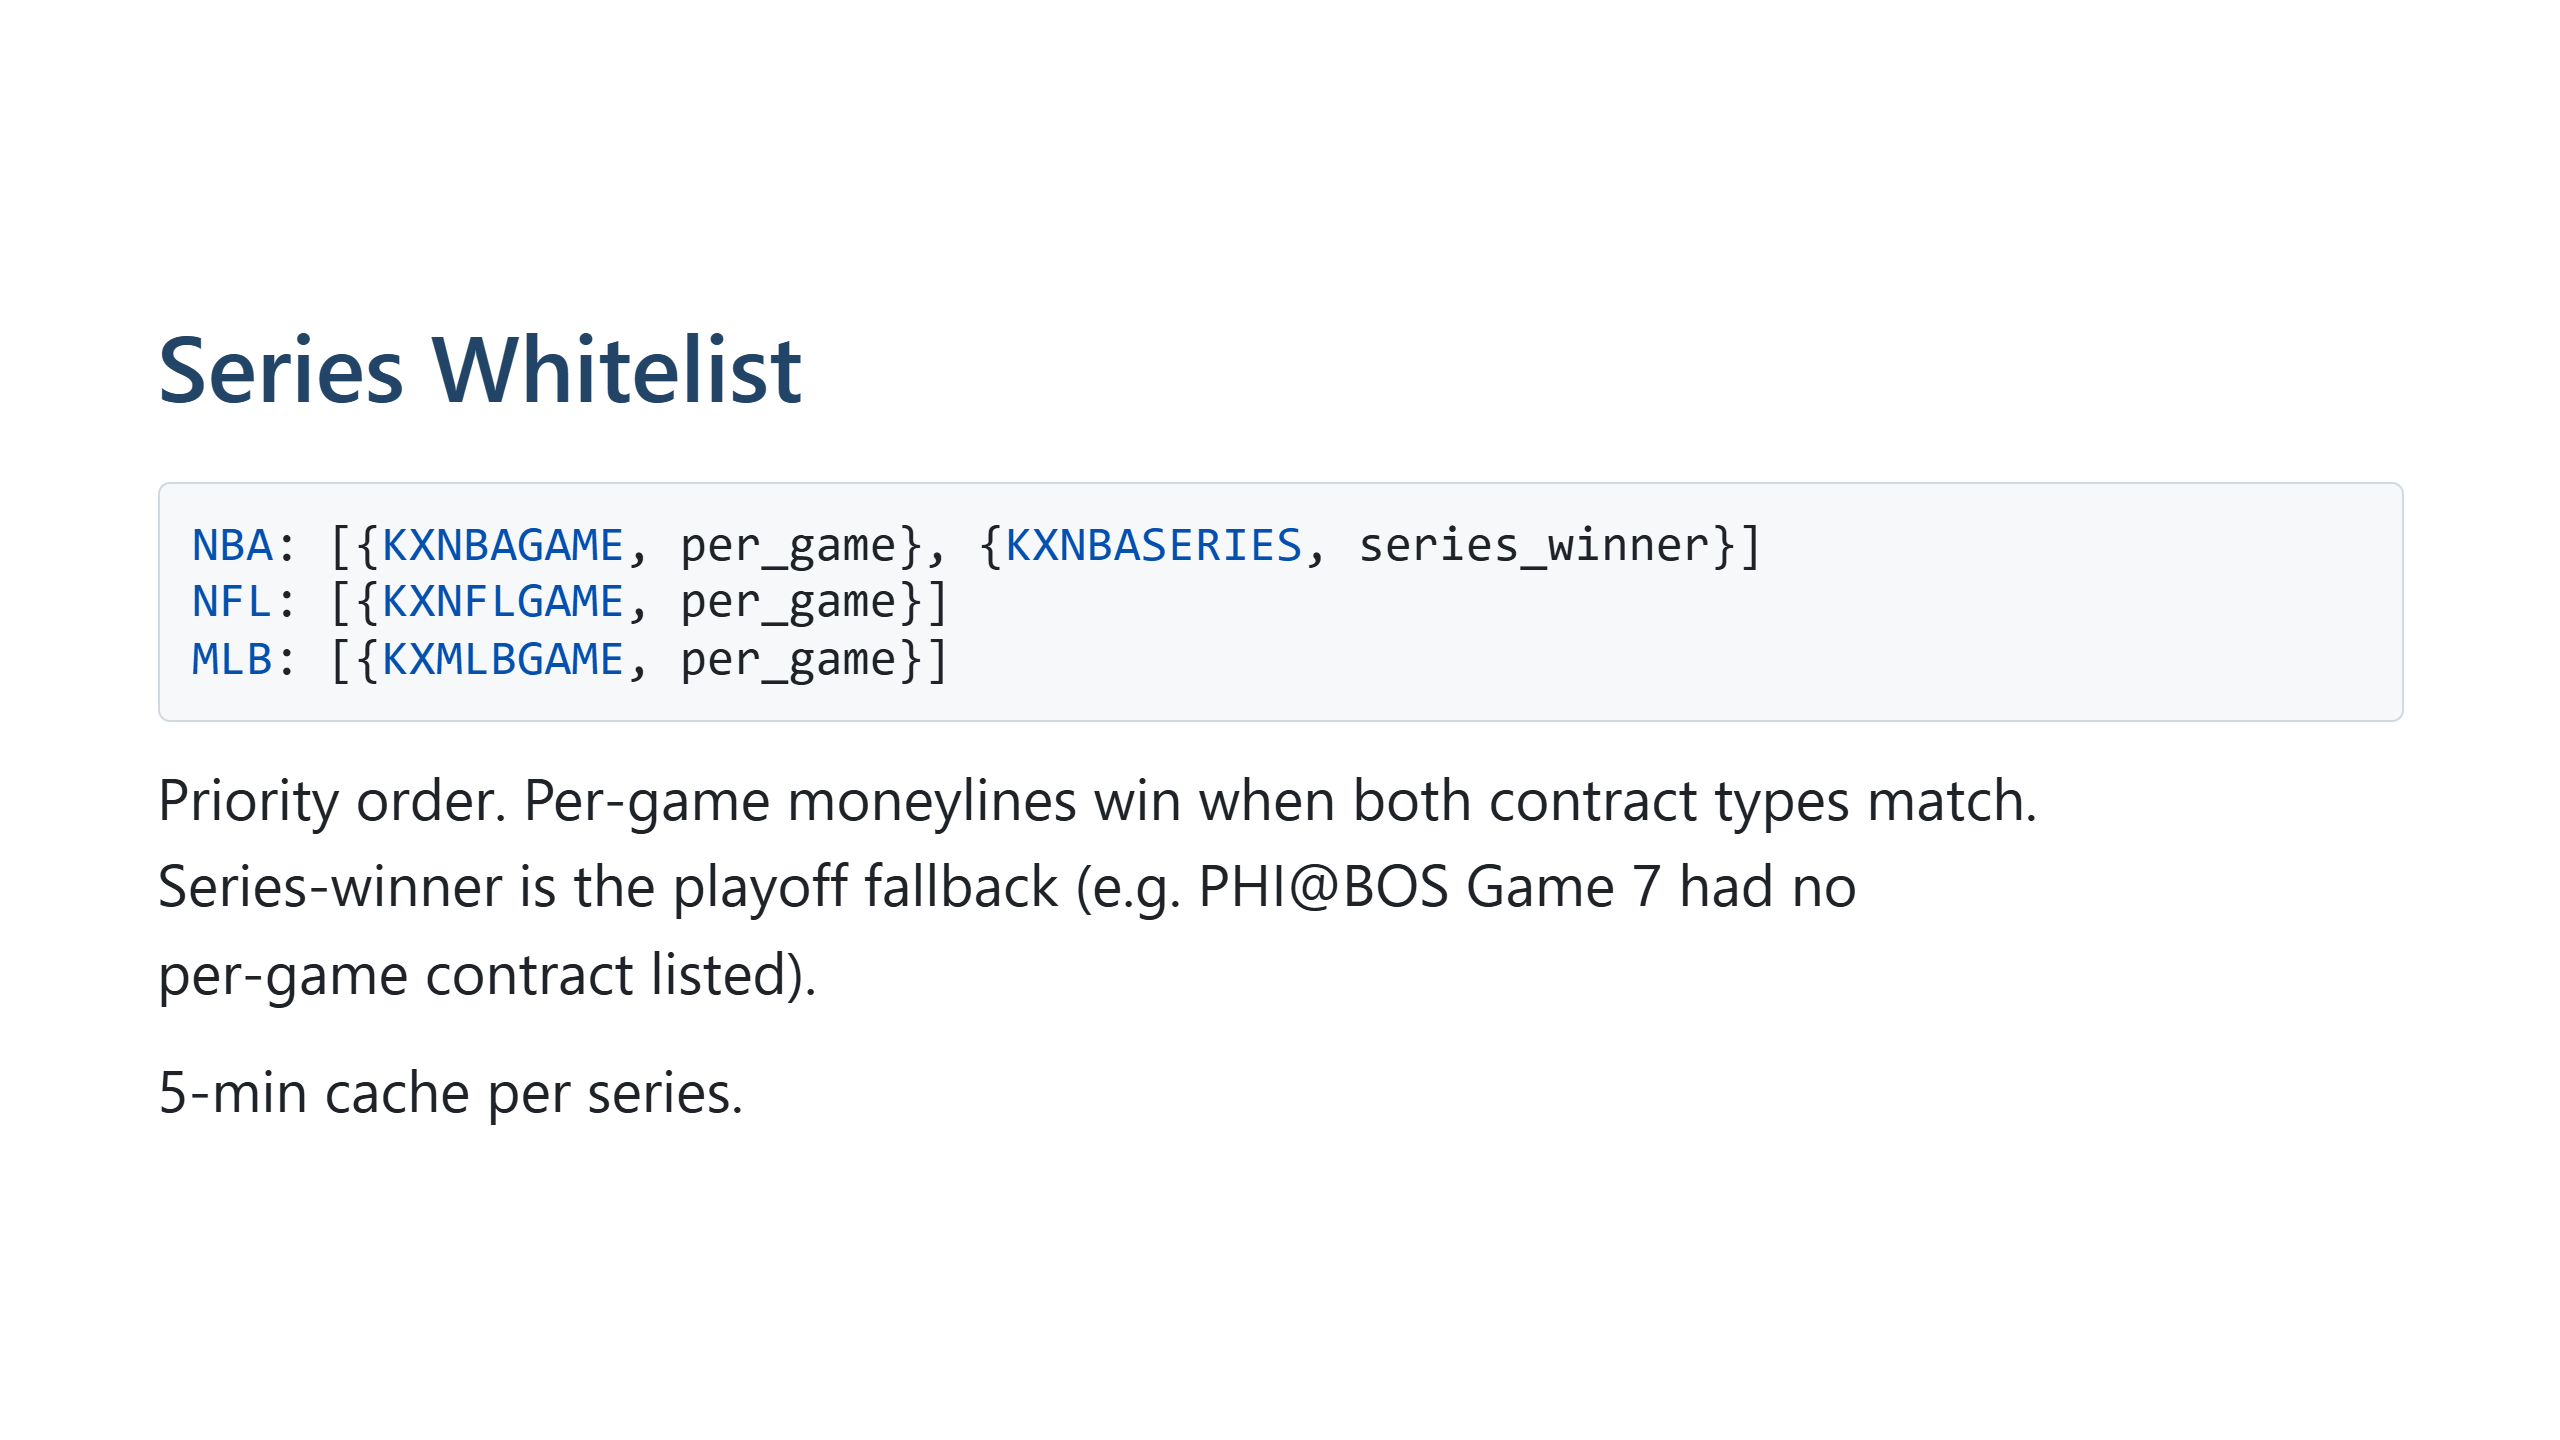 Series Whitelist
NBA: [{KXNBAGAME, per_game}, {KXNBASERIES, series_winner}]
NFL: [{KXNFLGAME, per_game}]
MLB: [{KXMLBGAME, per_game}]
Priority order. Per-game moneylines win when both contract types match.
Series-winner is the playoff fallback (e.g. PHI@BOS Game 7 had no
per-game contract listed).
5-min cache per series.